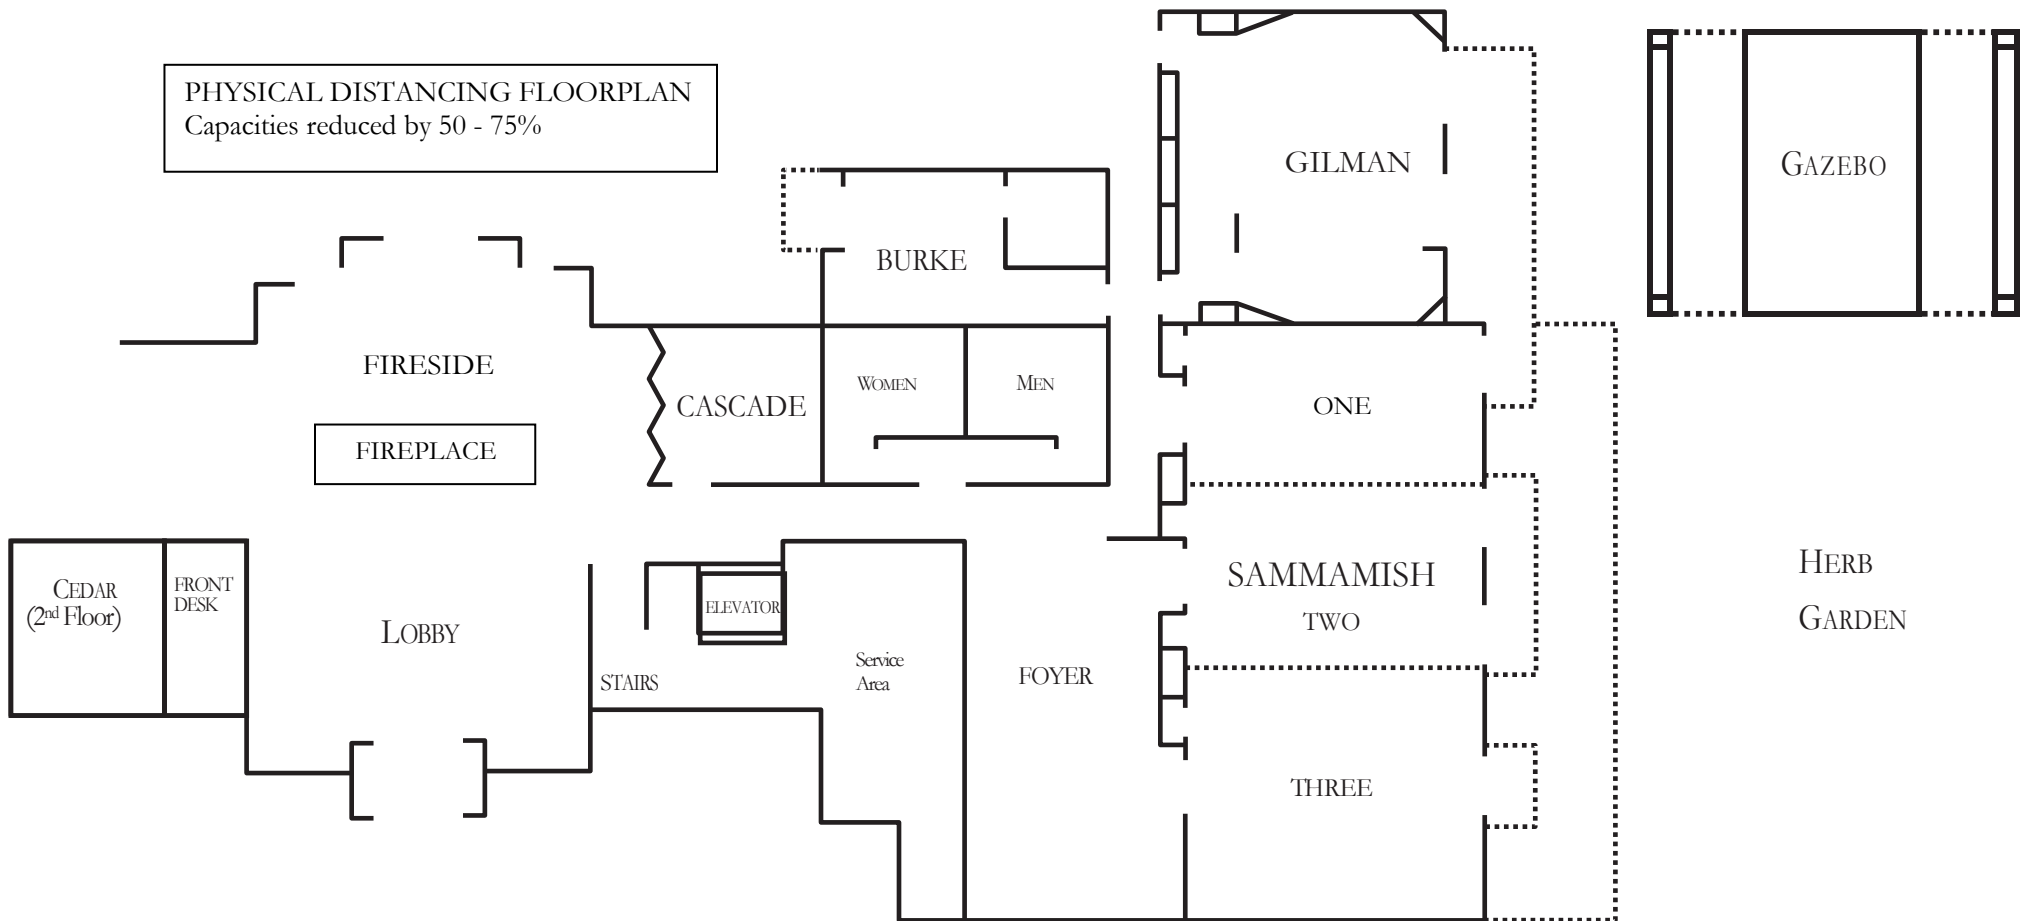 PHYSICAL DISTANCING FLOORPLAN
Capacities reduced by 50 - 75%
GILMAN
GAZEBO
BURKE
FIRESIDE
FIREPLACE
CASCADE
WOMEN
MEN
ONE
CEDAR
(2nd Floor)
FRONT
DESK
LOBBY
STAIRS
ELEVATOR
Service
Area
FOYER
SAMMAMISH
TWO
THREE
HERB
GARDEN